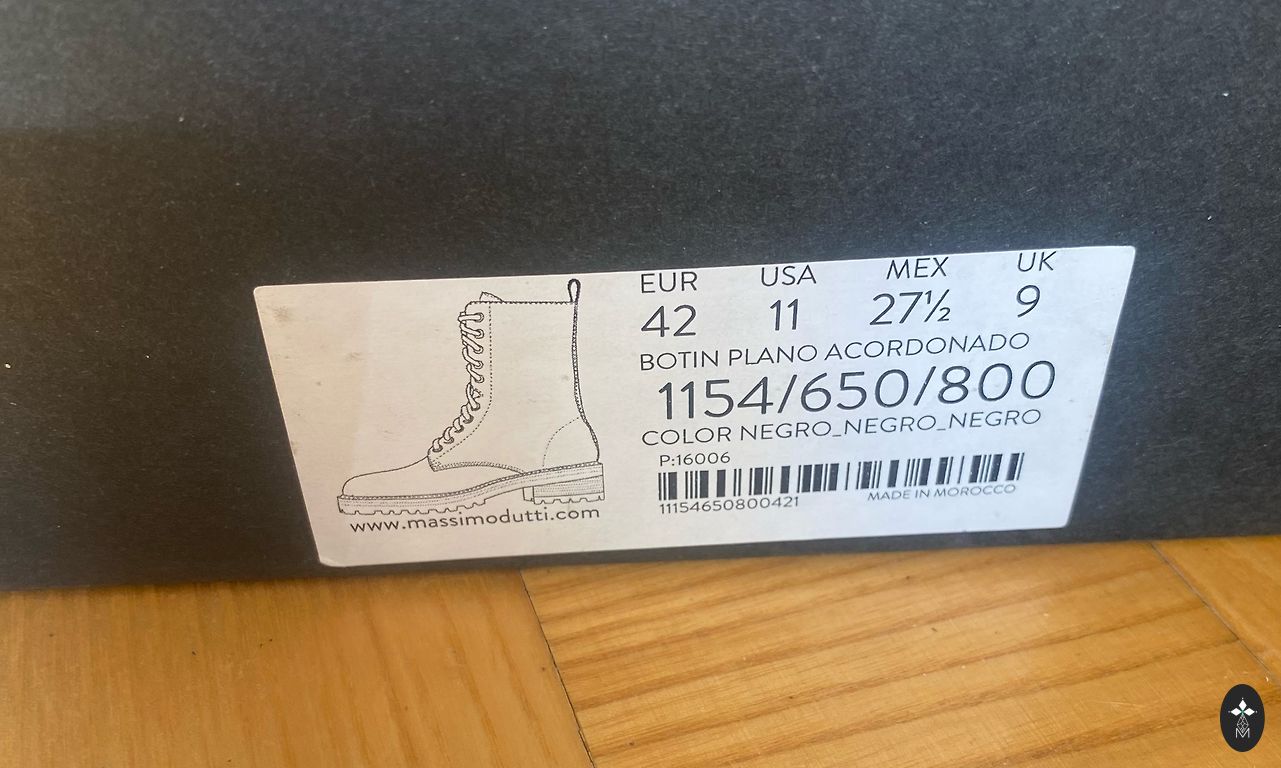 EUR USA MEX UK
42 11 27½ 9
BOTIN PLANO ACORDONADO
1154/650/800
COLOR NEGRO_NEGRO_NEGRO
P:16006
11154650800421
MADE IN MOROCCO
www.massimodutti.com
M